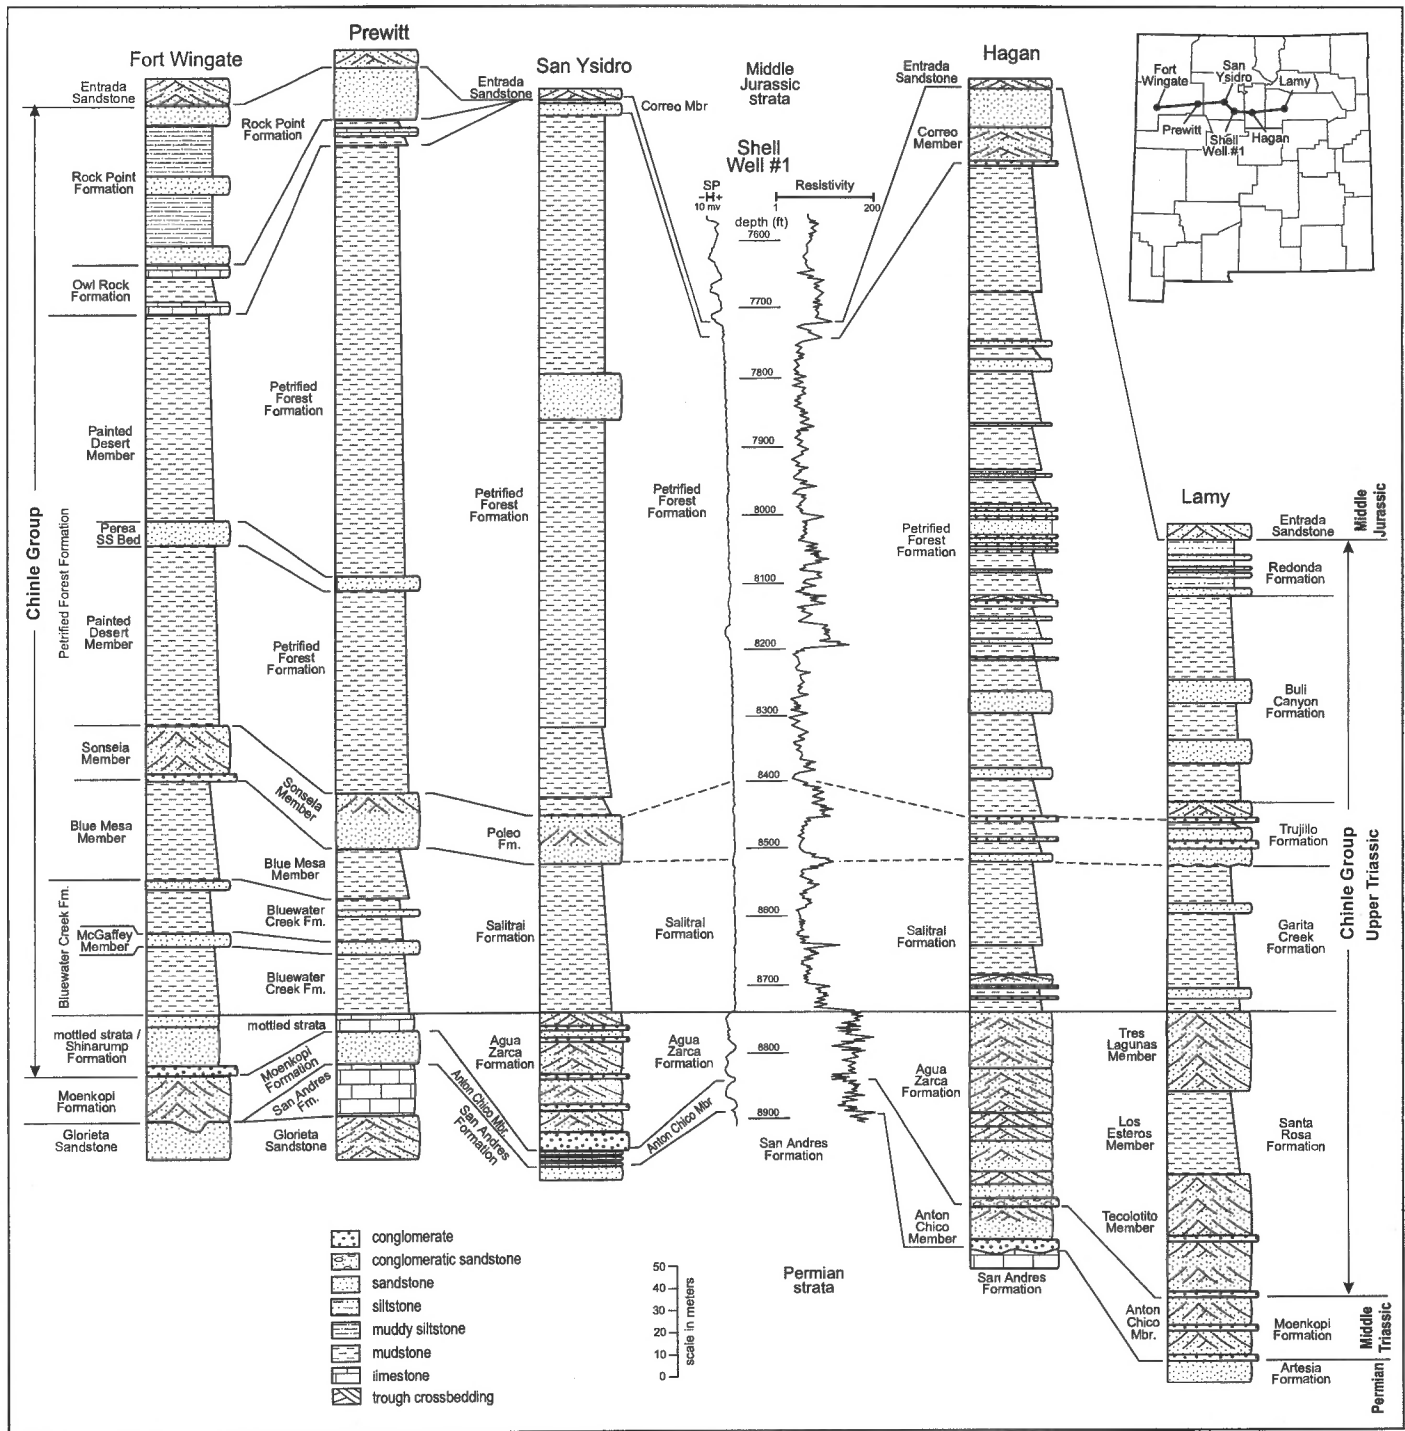 Fort Wingate
Entrada
Sandstone
Rock Point
Formation
Owl Rock
Formation
Painted
Desert
Member
Perea
SS Bed
Painted
Desert
Member
Sonsela
Member
Blue Mesa
Member
McGaffey
Member
mottled strata /
Shinarump
Formation
Moenkopi
Formation
Glorieta
Sandstone
Chinle Group
Petrified Forest Formation
Bluewater Creek Fm.
Prewitt
Rock Point
Formation
Petrified
Forest
Formation
Petrified
Forest
Formation
Sonsela
Member
Blue Mesa
Member
Bluewater
Creek Fm.
Bluewater
Creek Fm.
mottled strata
Moenkopi
Formation
San Andres
Fm.
Glorieta
Sandstone
San Ysidro
Entrada
Sandstone
Correo Mbr
Petrified
Forest
Formation
Poleo
Fm.
Salitral
Formation
Agua
Zarca
Formation
Anton Chico Mbr.
San Andres
Formation
Middle
Jurassic
strata
Shell
Well #1
SP
–H+
10 mv
Resistivity
1
200
depth (ft)
7600
7700
7800
7900
8000
8100
8200
8300
8400
8500
8600
8700
8800
8900
Petrified
Forest
Formation
Salitral
Formation
Agua
Zarca
Formation
Anton Chico Mbr
San Andres
Formation
Permian
strata
Hagan
Entrada
Sandstone
Correo
Member
Petrified
Forest
Formation
Salitral
Formation
Agua
Zarca
Formation
Anton
Chico
Member
San Andres
Formation
Lamy
Entrada
Sandstone
Redonda
Formation
Bull
Canyon
Formation
Trujillo
Formation
Garita
Creek
Formation
Tres
Lagunas
Member
Los
Esteros
Member
Tecolotito
Member
Santa
Rosa
Formation
Anton
Chico
Mbr.
Moenkopi
Formation
Artesia
Formation
Middle
Jurassic
Chinle Group
Upper Triassic
Middle
Triassic
Permian
Fort
Wingate
San
Ysidro
Lamy
Prewitt
Shell
Well #1
Hagan
conglomerate
conglomeratic sandstone
sandstone
siltstone
muddy siltstone
mudstone
limestone
trough crossbedding
50
40
30
20
10
0
scale in meters